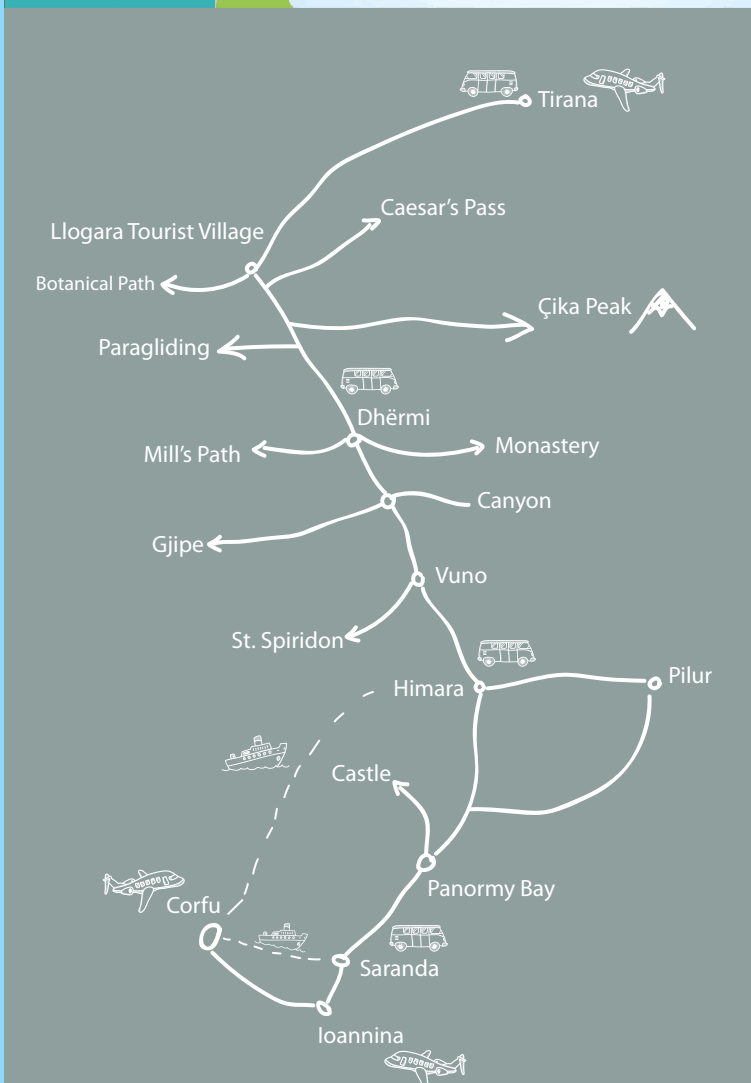 Tirana
Caesar's Pass
Llogara Tourist Village
Botanical Path
Çika Peak
Paragliding
Dhërmi
Mill's Path
Monastery
Canyon
Gjipe
Vuno
St. Spiridon
Himara
Pilur
Castle
Panormy Bay
Corfu
Saranda
Ioannina